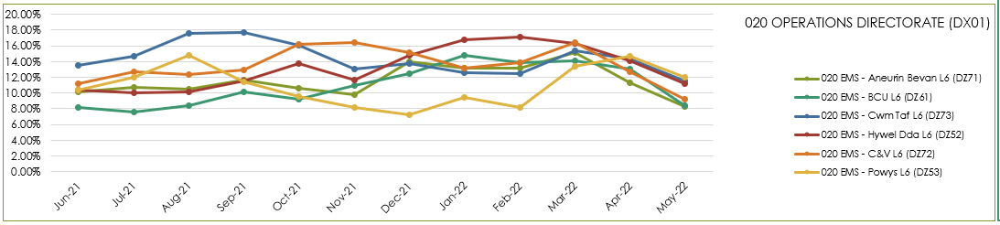 020 OPERATIONS DIRECTORATE (DX01)
20.00%
18.00%
16.00%
14.00%
12.00%
10.00%
8.00%
6.00%
4.00%
2.00%
0.00%
Jun-21
Jul-21
Aug-21
Sep-21
Oct-21
Nov-21
Dec-21
Jan-22
Feb-22
Mar-22
Apr-22
May-22
020 EMS - Aneurin Bevan L6 (DZ71)
020 EMS - BCU L6 (DZ61)
020 EMS - Cwm Taf L6 (DZ73)
020 EMS - Hywel Dda L6 (DZ52)
020 EMS - C&V L6 (DZ72)
020 EMS - Powys L6 (DZ53)